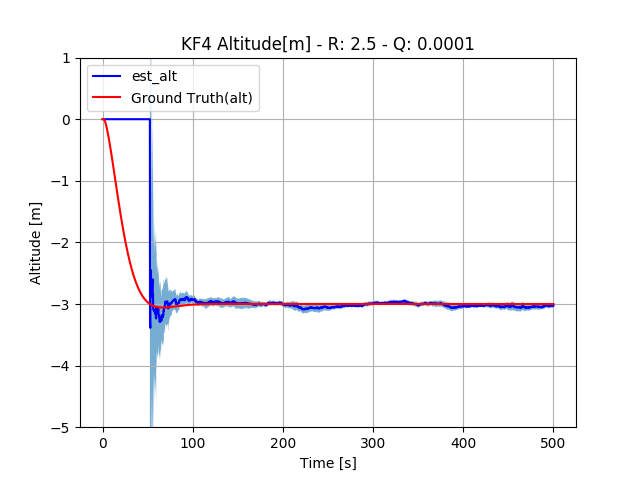 KF4 Altitude[m] - R: 2.5 - Q: 0.0001
est_alt
Ground Truth(alt)
1
0
−1
−2
−3
−4
−5
Altitude [m]
0
100
200
300
400
500
Time [s]